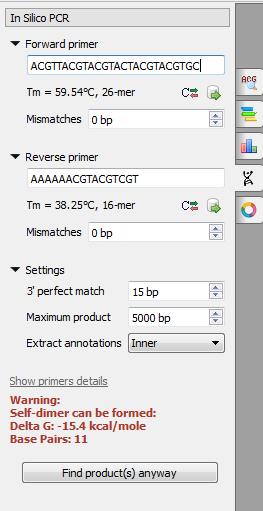 In Silico PCR
Forward primer
ACGTTACGTACGTACTACGTACGTGC
Tm = 59.54ºC, 26-mer
Mismatches 0 bp
Reverse primer
AAAAAACGTACGTCGT
Tm = 38.25ºC, 16-mer
Mismatches 0 bp
Settings
3' perfect match 15 bp
Maximum product 5000 bp
Extract annotations Inner
Show primers details
Warning:
Self-dimer can be formed:
Delta G: -15.4 kcal/mole
Base Pairs: 11
Find product(s) anyway
ACG